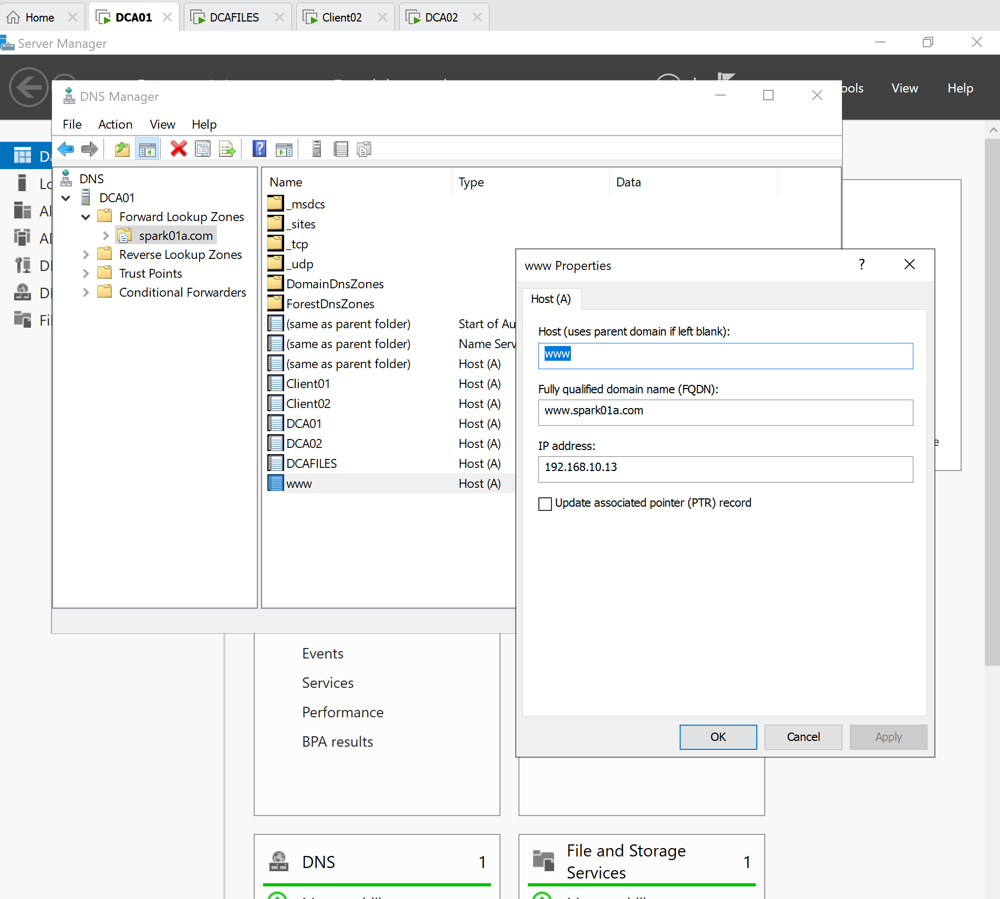 Home
DCA01
DCAFILES
Client02
DCA02
Server Manager
View
Help
DNS Manager
File
Action
View
Help
DNS
DCA01
Forward Lookup Zones
spark01a.com
Reverse Lookup Zones
Trust Points
Conditional Forwarders
Name Type Data
_msdcs
_sites
_tcp
_udp
DomainDnsZones
ForestDnsZones
(same as parent folder) Start of Au
(same as parent folder) Name Serv
(same as parent folder) Host (A)
Client01 Host (A)
Client02 Host (A)
DCA01 Host (A)
DCA02 Host (A)
DCAFILES Host (A)
www Host (A)
www Properties
?
Host (A)
Host (uses parent domain if left blank):
www
Fully qualified domain name (FQDN):
www.spark01a.com
IP address:
192.168.10.13
Update associated pointer (PTR) record
OK
Cancel
Apply
Events
Services
Performance
BPA results
DNS 1
File and Storage
Services 1